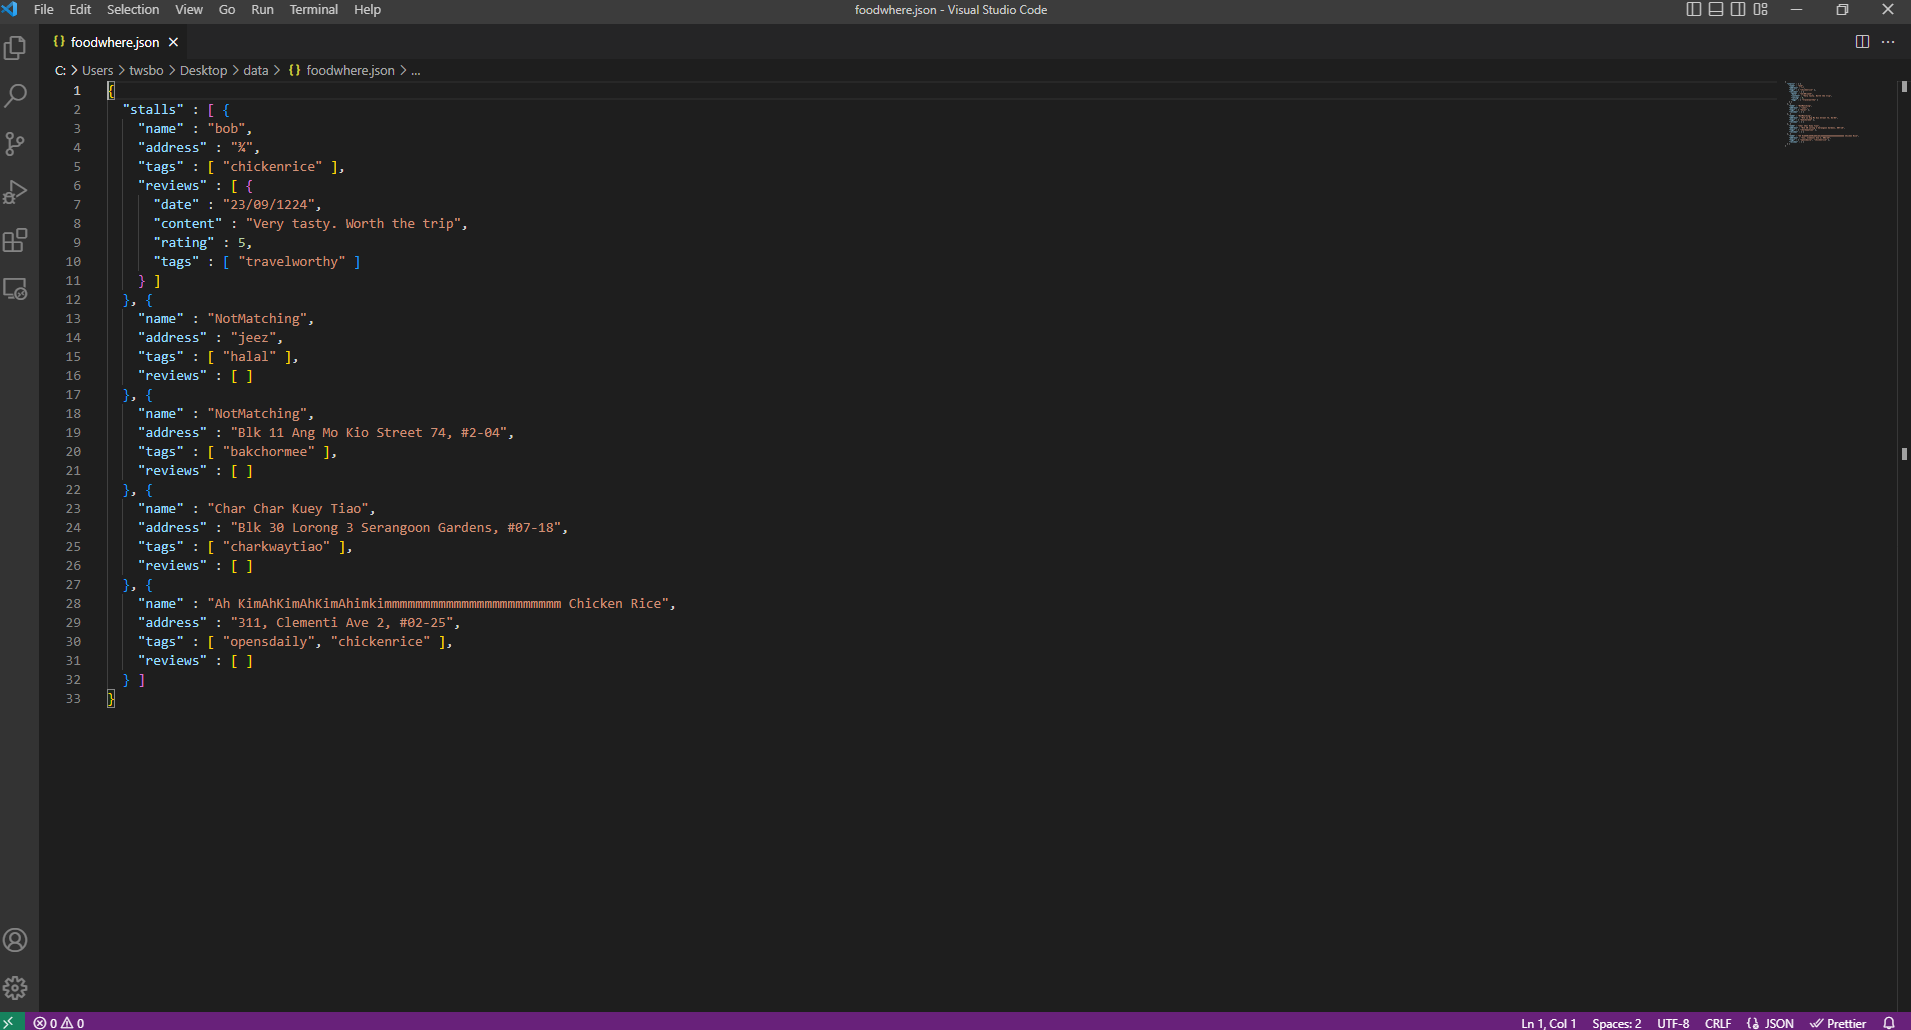 File Edit Selection View Go Run Terminal Help
foodwhere.json - Visual Studio Code
{} foodwhere.json
C: > Users > twsbo > Desktop > data > {} foodwhere.json > ...
1 {
2 "stalls" : [ {
3 "name" : "bob",
4 "address" : "¾",
5 "tags" : [ "chickenrice" ],
6 "reviews" : [ {
7 "date" : "23/09/1224",
8 "content" : "Very tasty. Worth the trip",
9 "rating" : 5,
10 "tags" : [ "travelworthy" ]
11 } ]
12 }, {
13 "name" : "NotMatching",
14 "address" : "jeez",
15 "tags" : [ "halal" ],
16 "reviews" : [ ]
17 }, {
18 "name" : "NotMatching",
19 "address" : "Blk 11 Ang Mo Kio Street 74, #2-04",
20 "tags" : [ "bakchormee" ],
21 "reviews" : [ ]
22 }, {
23 "name" : "Char Char Kuey Tiao",
24 "address" : "Blk 30 Lorong 3 Serangoon Gardens, #07-18",
25 "tags" : [ "charkwaytiao" ],
26 "reviews" : [ ]
27 }, {
28 "name" : "Ah KimAhKimAhKimAhimkimmmmmmmmmmmmmmmmmmmmmmmm Chicken Rice",
29 "address" : "311, Clementi Ave 2, #02-25",
30 "tags" : [ "opensdaily", "chickenrice" ],
31 "reviews" : [ ]
32 } ]
33 }
0 0
Ln 1, Col 1 Spaces: 2 UTF-8 CRLF {} JSON Prettier